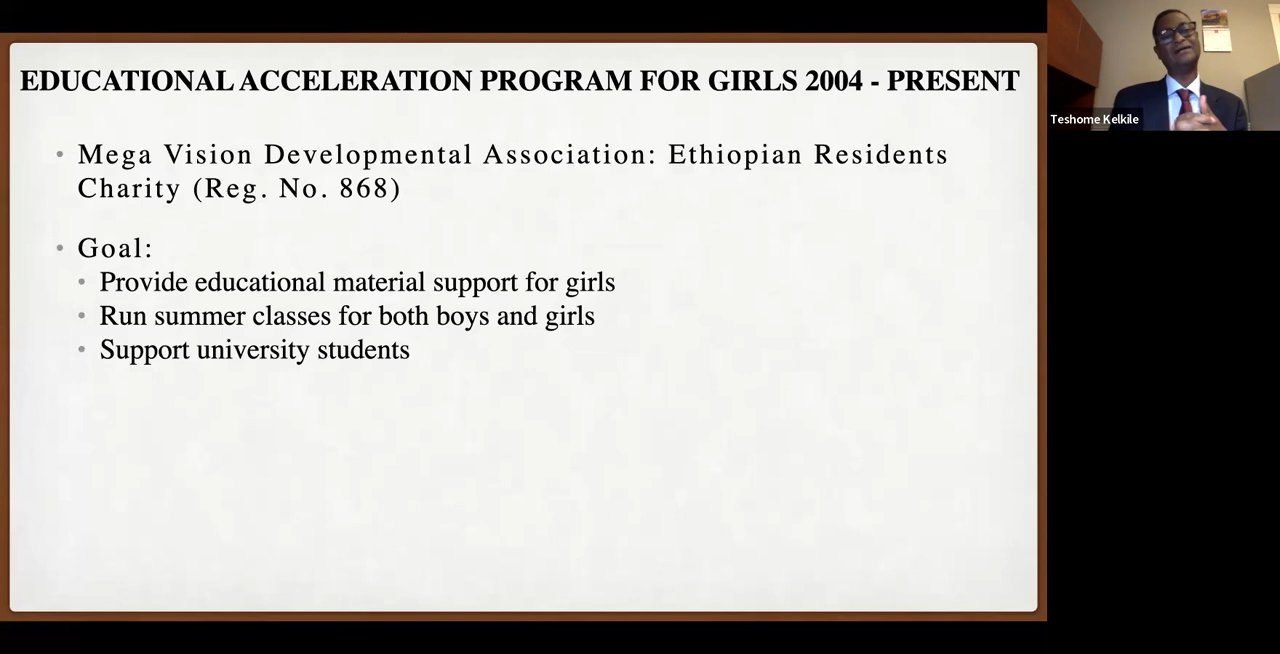 EDUCATIONAL ACCELERATION PROGRAM FOR GIRLS 2004 - PRESENT
• Mega Vision Developmental Association: Ethiopian Residents
Charity (Reg. No. 868)
• Goal:
• Provide educational material support for girls
• Run summer classes for both boys and girls
• Support university students
Teshome Kelkile